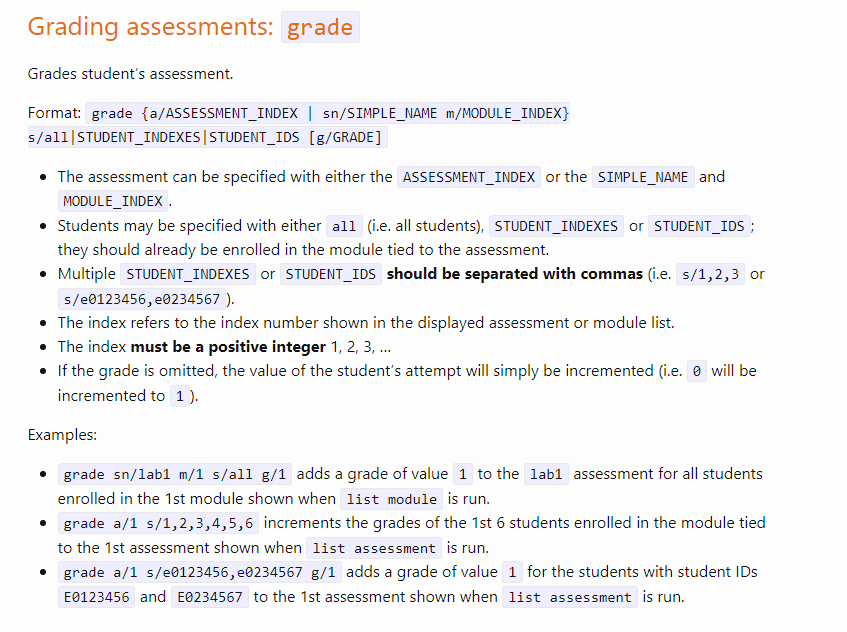 Grading assessments: grade
Grades student's assessment.
Format: grade {a/ASSESSMENT_INDEX | sn/SIMPLE_NAME m/MODULE_INDEX}
s/all|STUDENT_INDEXES|STUDENT_IDS [g/GRADE]
• The assessment can be specified with either the ASSESSMENT_INDEX or the SIMPLE_NAME and
MODULE_INDEX.
• Students may be specified with either all (i.e. all students), STUDENT_INDEXES or STUDENT_IDS;
they should already be enrolled in the module tied to the assessment.
• Multiple STUDENT_INDEXES or STUDENT_IDS should be separated with commas (i.e. s/1,2,3 or
s/e0123456,e0234567).
• The index refers to the index number shown in the displayed assessment or module list.
• The index must be a positive integer 1, 2, 3, …
• If the grade is omitted, the value of the student's attempt will simply be incremented (i.e. 0 will be
incremented to 1).
Examples:
• grade sn/lab1 m/1 s/all g/1 adds a grade of value 1 to the lab1 assessment for all students
enrolled in the 1st module shown when list module is run.
• grade a/1 s/1,2,3,4,5,6 increments the grades of the 1st 6 students enrolled in the module tied
to the 1st assessment shown when list assessment is run.
• grade a/1 s/e0123456,e0234567 g/1 adds a grade of value 1 for the students with student IDs
E0123456 and E0234567 to the 1st assessment shown when list assessment is run.